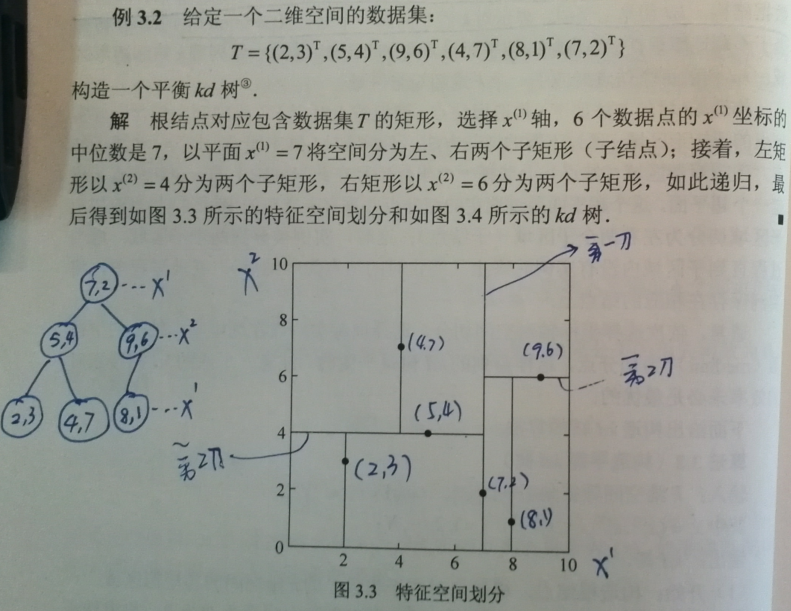 例 3.2 给定一个二维空间的数据集：
T = {(2,3)ᵀ,(5,4)ᵀ,(9,6)ᵀ,(4,7)ᵀ,(8,1)ᵀ,(7,2)ᵀ}
构造一个平衡 kd 树③．
解 根结点对应包含数据集 T 的矩形，选择 x⁽¹⁾ 轴，6 个数据点的 x⁽¹⁾ 坐标的
中位数是 7，以平面 x⁽¹⁾ = 7 将空间分为左、右两个子矩形（子结点）；接着，左矩
形以 x⁽²⁾ = 4 分为两个子矩形，右矩形以 x⁽²⁾ = 6 分为两个子矩形，如此递归，最
后得到如图 3.3 所示的特征空间划分和如图 3.4 所示的 kd 树．
7,2 --- X¹
5,4
9,6 --- X²
2,3
4,7
8,1 --- X¹
X²
10
8
6
4
2
0
第一刀
(4.7)
(9.6)
第2刀
(5,4)
第2刀
(2,3)
(7.2)
(8,1)
2
4
6
8
10
X¹
图 3.3 特征空间划分